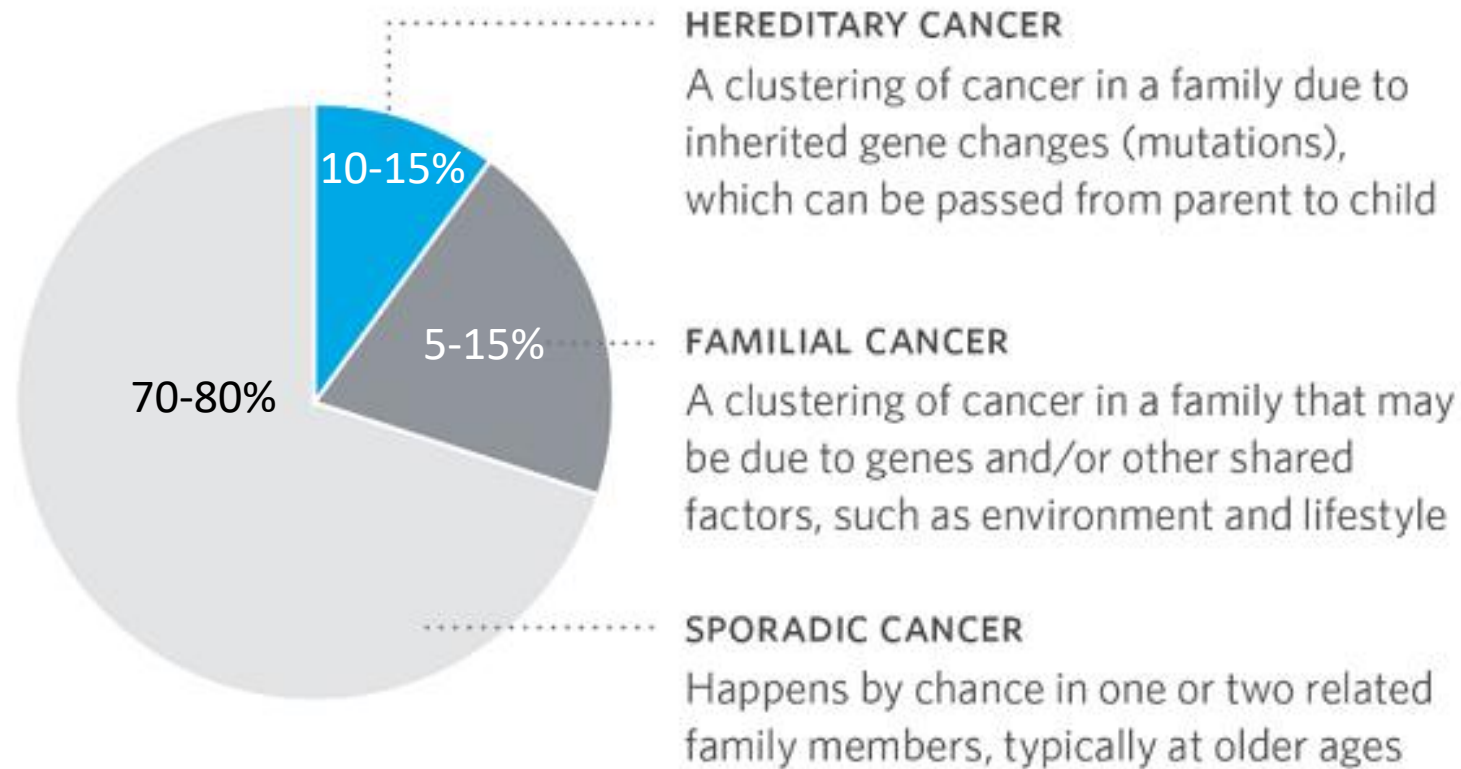 HEREDITARY CANCER
A clustering of cancer in a family due to
inherited gene changes (mutations),
which can be passed from parent to child
10-15%
5-15%
70-80%
FAMILIAL CANCER
A clustering of cancer in a family that may
be due to genes and/or other shared
factors, such as environment and lifestyle
SPORADIC CANCER
Happens by chance in one or two related
family members, typically at older ages